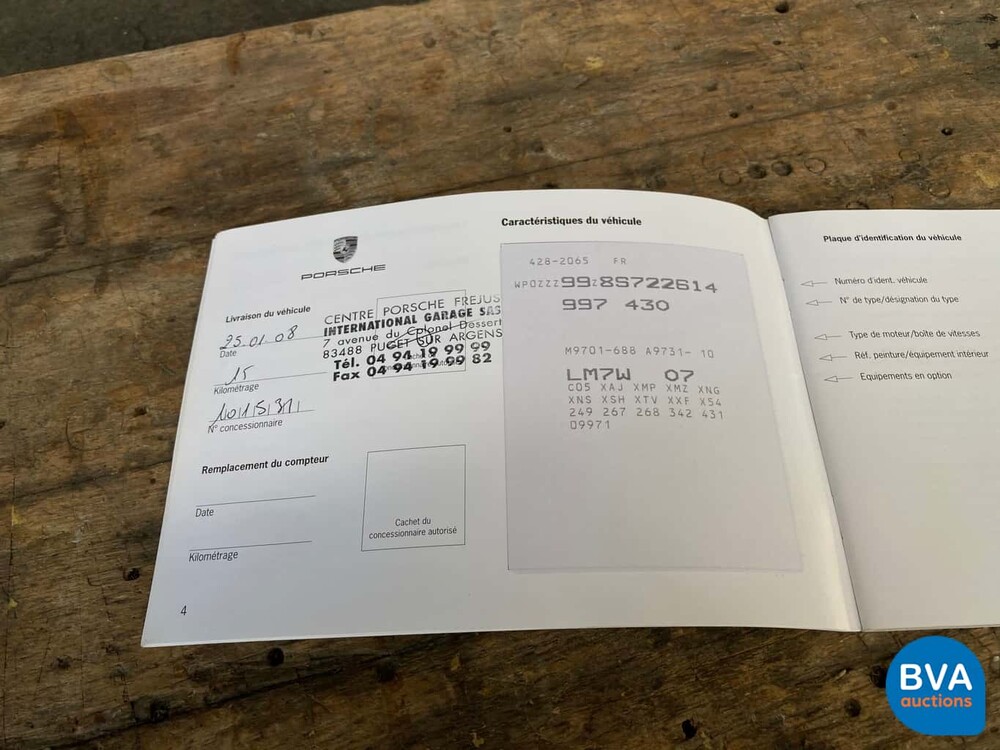 PORSCHE
Livraison du véhicule
25.01.08
Date
15
Kilométrage
N° concessionnaire
CENTRE PORSCHE FREJUS
INTERNATIONAL GARAGE SAS
7 avenue du Colonel Dessert
83488 PUGET SUR ARGENS
Tél. 04 94 19 99 99
Fax 04 94 19 99 82
Remplacement du compteur
Date
Kilométrage
Cachet du
concessionnaire autorisé
4
Caractéristiques du véhicule
428-2065 FR
WPOZZZ99Z8S722614
997 430
M9701-688 A9731- 10
LM7W 07
C05 XAJ XMP XMZ XNG
XNS XSH XTV XXF X54
249 267 268 342 431
09971
Plaque d'identification du véhicule
Numéro d'ident. véhicule
N° de type/désignation du type
Type de moteur/boîte de vitesses
Réf. peinture/équipement intérieur
Equipements en option
BVA
auctions